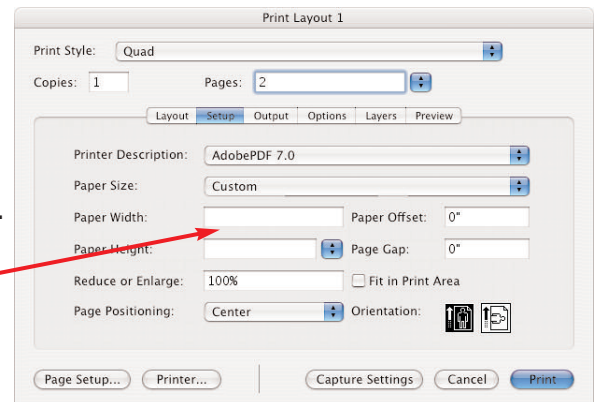 Print Layout 1
Print Style: Quad
Copies: 1 Pages: 2
Layout Setup Output Options Layers Preview
Printer Description: AdobePDF 7.0
Paper Size: Custom
Paper Width: Paper Offset: 0"
Paper Height: Page Gap: 0"
Reduce or Enlarge: 100% Fit in Print Area
Page Positioning: Center Orientation:
Page Setup... Printer... Capture Settings Cancel Print